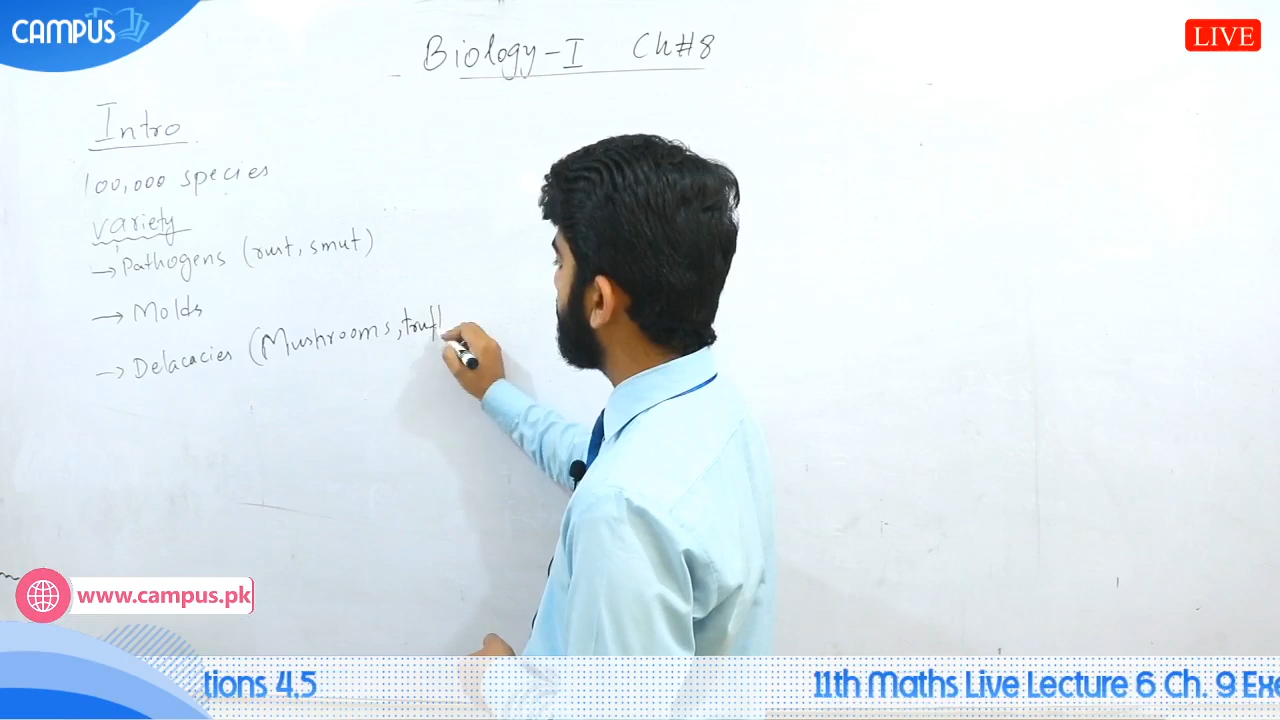 CAMPUS
LIVE
Biology-I Ch#8
Intro
100,000 species
variety
→ Pathogens (rust, smut)
→ Molds
→ Delacacies (Mushrooms, truf
www.campus.pk
tions 4,5 11th Maths Live Lecture 6 Ch. 9 Exe